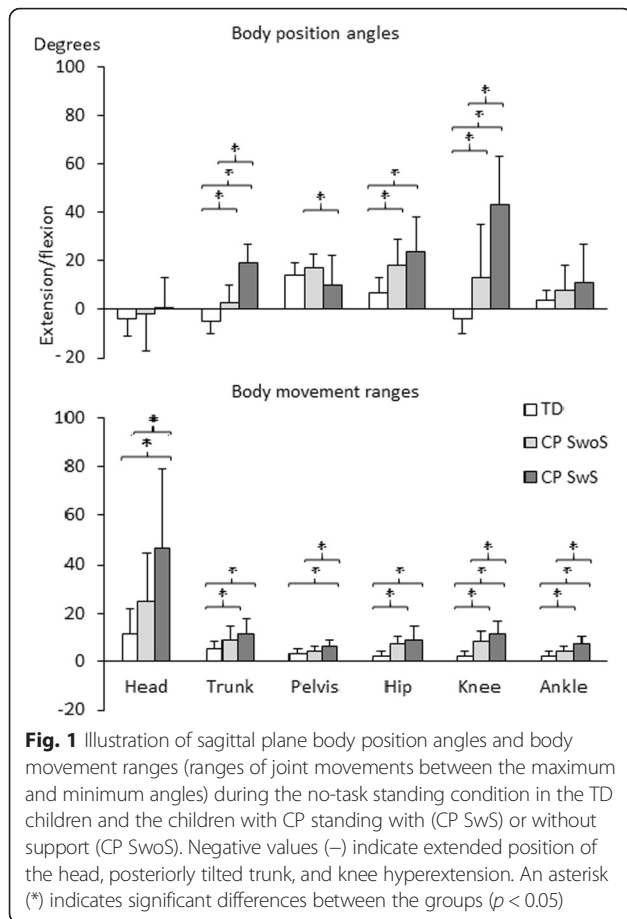 Body position angles
Degrees
100
80
60
40
20
0
- 20
Extension/flexion
* * * * * * * * * *
Body movement ranges
100
80
60
40
20
0
-20
TD
CP SwoS
CP SwS
* * * * * * * * * * * * * * *
Head Trunk Pelvis Hip Knee Ankle
Fig. 1 Illustration of sagittal plane body position angles and body
movement ranges (ranges of joint movements between the maximum
and minimum angles) during the no-task standing condition in the TD
children and the children with CP standing with (CP SwS) or without
support (CP SwoS). Negative values (−) indicate extended position of
the head, posteriorly tilted trunk, and knee hyperextension. An asterisk
(*) indicates significant differences between the groups (p < 0.05)